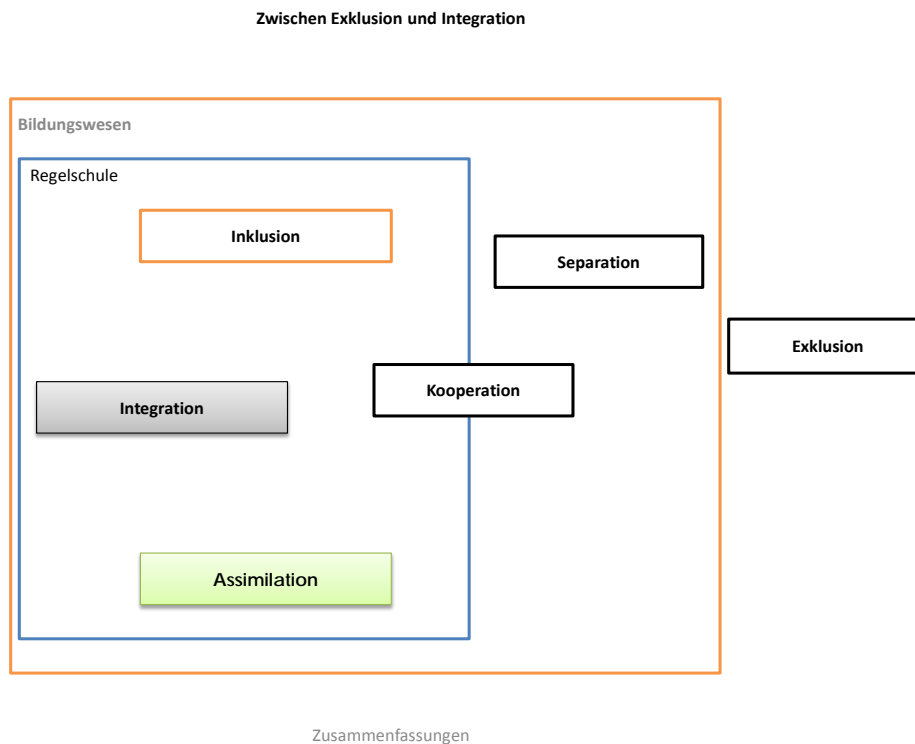 Zwischen Exklusion und Integration
Bildungswesen
Regelschule
Inklusion
Separation
Exklusion
Kooperation
Integration
Assimilation
Zusammenfassungen